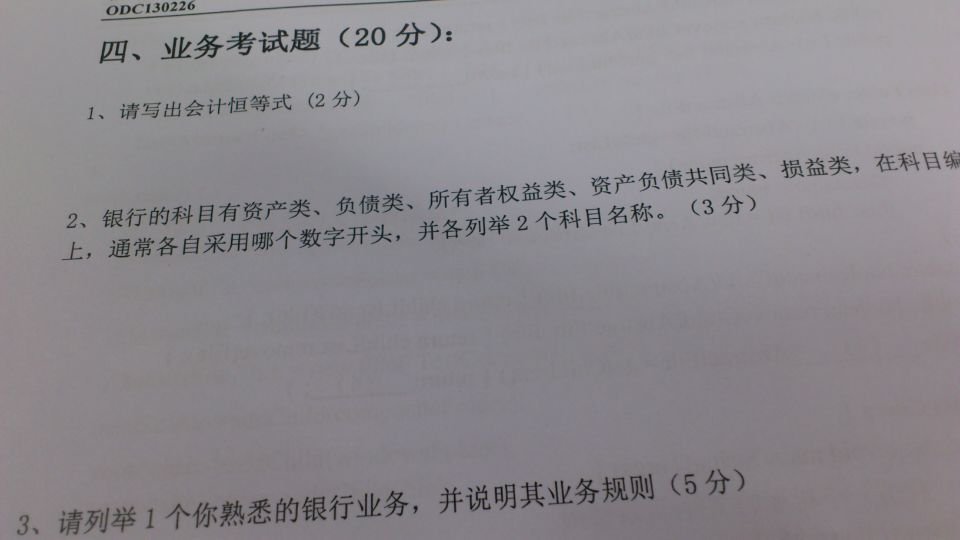 ODC130226
四、业务考试题（20 分）：
1、请写出会计恒等式（2 分）
2、银行的科目有资产类、负债类、所有者权益类、资产负债共同类、损益类，在科目编
上，通常各自采用哪个数字开头，并各列举 2 个科目名称。（3 分）
3、请列举 1 个你熟悉的银行业务，并说明其业务规则（5 分）